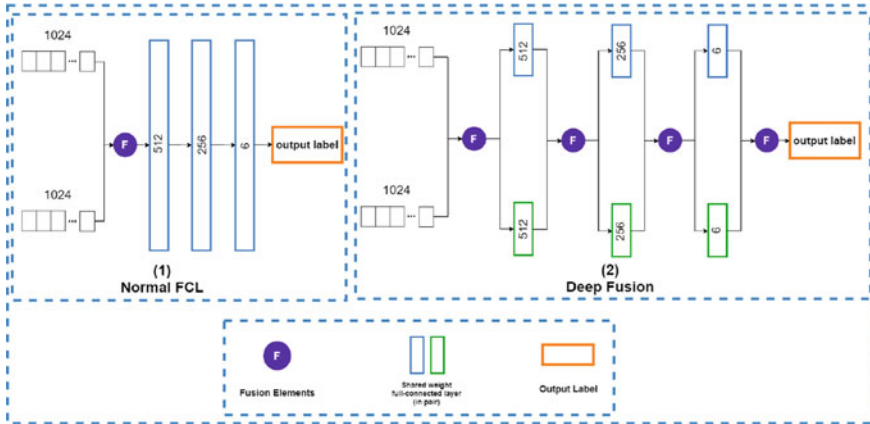 1024
...
F
512
256
6
output label
1024
...
(1)
Normal FCL
1024
...
512
256
6
F
F
F
F
output label
1024
...
512
256
6
(2)
Deep Fusion
F
Fusion Elements
Shared weight
full-connected layer
(in pair)
Output Label